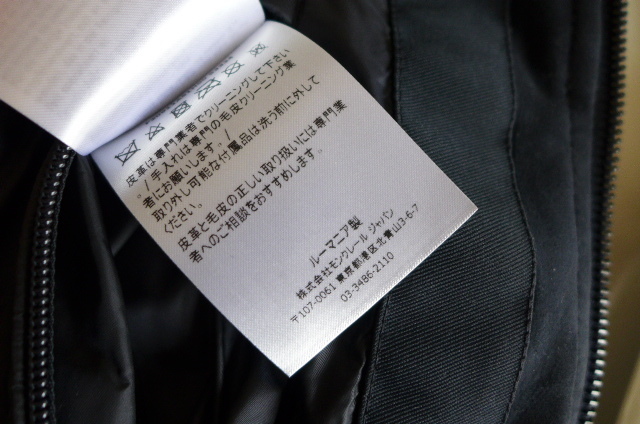 皮革は専門業者でクリーニングして下さい
。/手入れは専門の毛皮クリーニング業
者にお願いします。/
取り外し可能な付属品は洗う前に外して
ください。
皮革と毛皮の正しい取り扱いには専門業
者へのご相談をおすすめします。
ルーマニア製
株式会社モンクレール ジャパン
〒107-0061 東京都港区北青山3-6-7
03-3486-2110